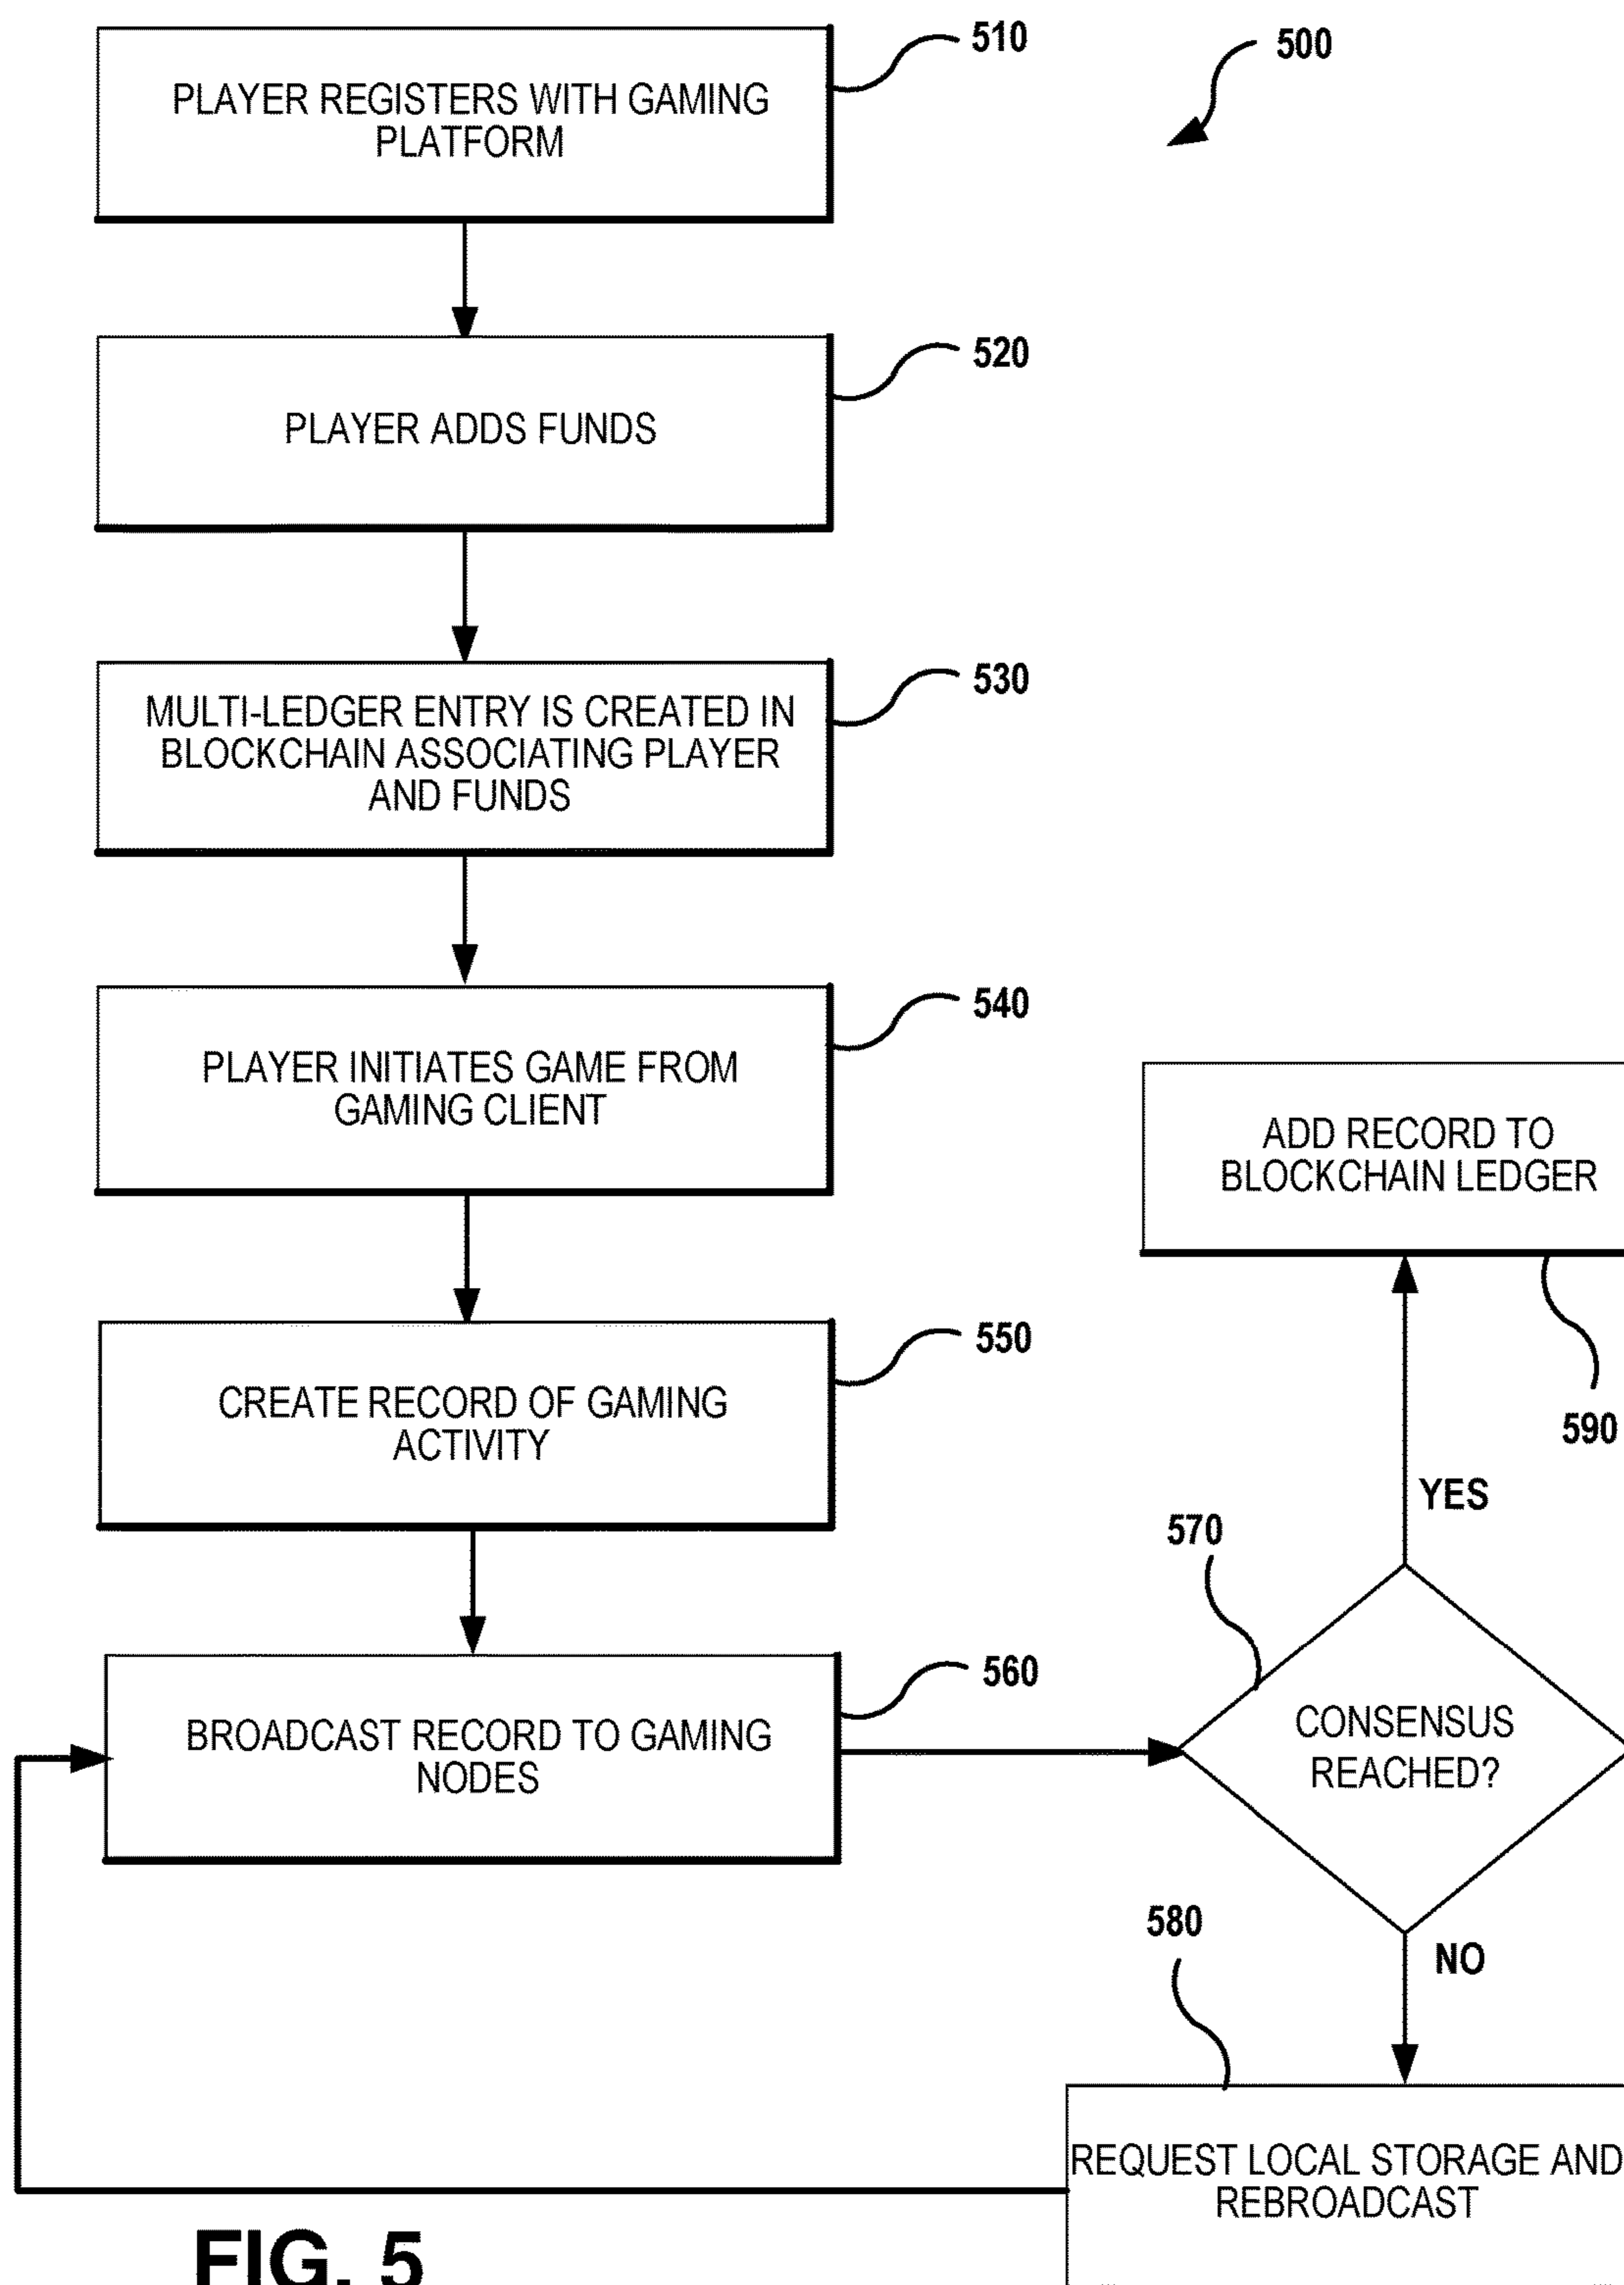 510
500
PLAYER REGISTERS WITH GAMING
PLATFORM
520
PLAYER ADDS FUNDS
530
MULTI-LEDGER ENTRY IS CREATED IN
BLOCKCHAIN ASSOCIATING PLAYER
AND FUNDS
540
PLAYER INITIATES GAME FROM
GAMING CLIENT
550
CREATE RECORD OF GAMING
ACTIVITY
560
BROADCAST RECORD TO GAMING
NODES
ADD RECORD TO
BLOCKCHAIN LEDGER
590
YES
570
CONSENSUS
REACHED?
580
NO
REQUEST LOCAL STORAGE AND
REBROADCAST
FIG. 5